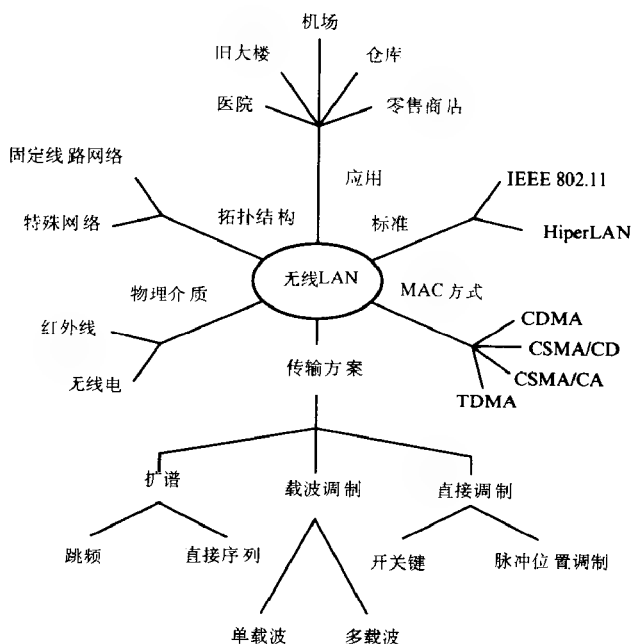 机场
旧大楼
仓库
医院
零售商店
固定线路网络
应用
IEEE 802.11
特殊网络
拓扑结构
标准
HiperLAN
物理介质
无线LAN
MAC 方式
红外线
CDMA
CSMA/CD
无线电
传输方案
CSMA/CA
TDMA
扩谱
载波调制
直接调制
跳频
直接序列
开关键
脉冲位置调制
单载波
多载波